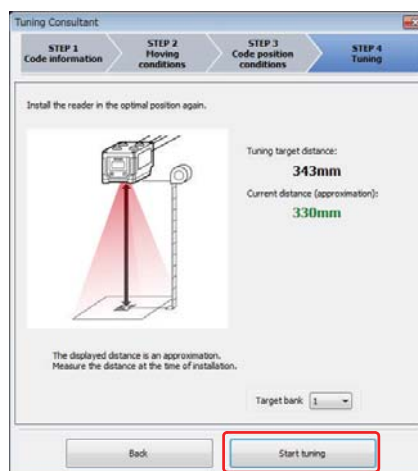 Tuning Consultant
STEP 1
Code information
STEP 2
Moving
conditions
STEP 3
Code position
conditions
STEP 4
Tuning
Install the reader in the optimal position again.
Tuning target distance:
343mm
Current distance (approximation):
330mm
The displayed distance is an approximation.
Measure the distance at the time of installation.
Target bank 1
Back
Start tuning